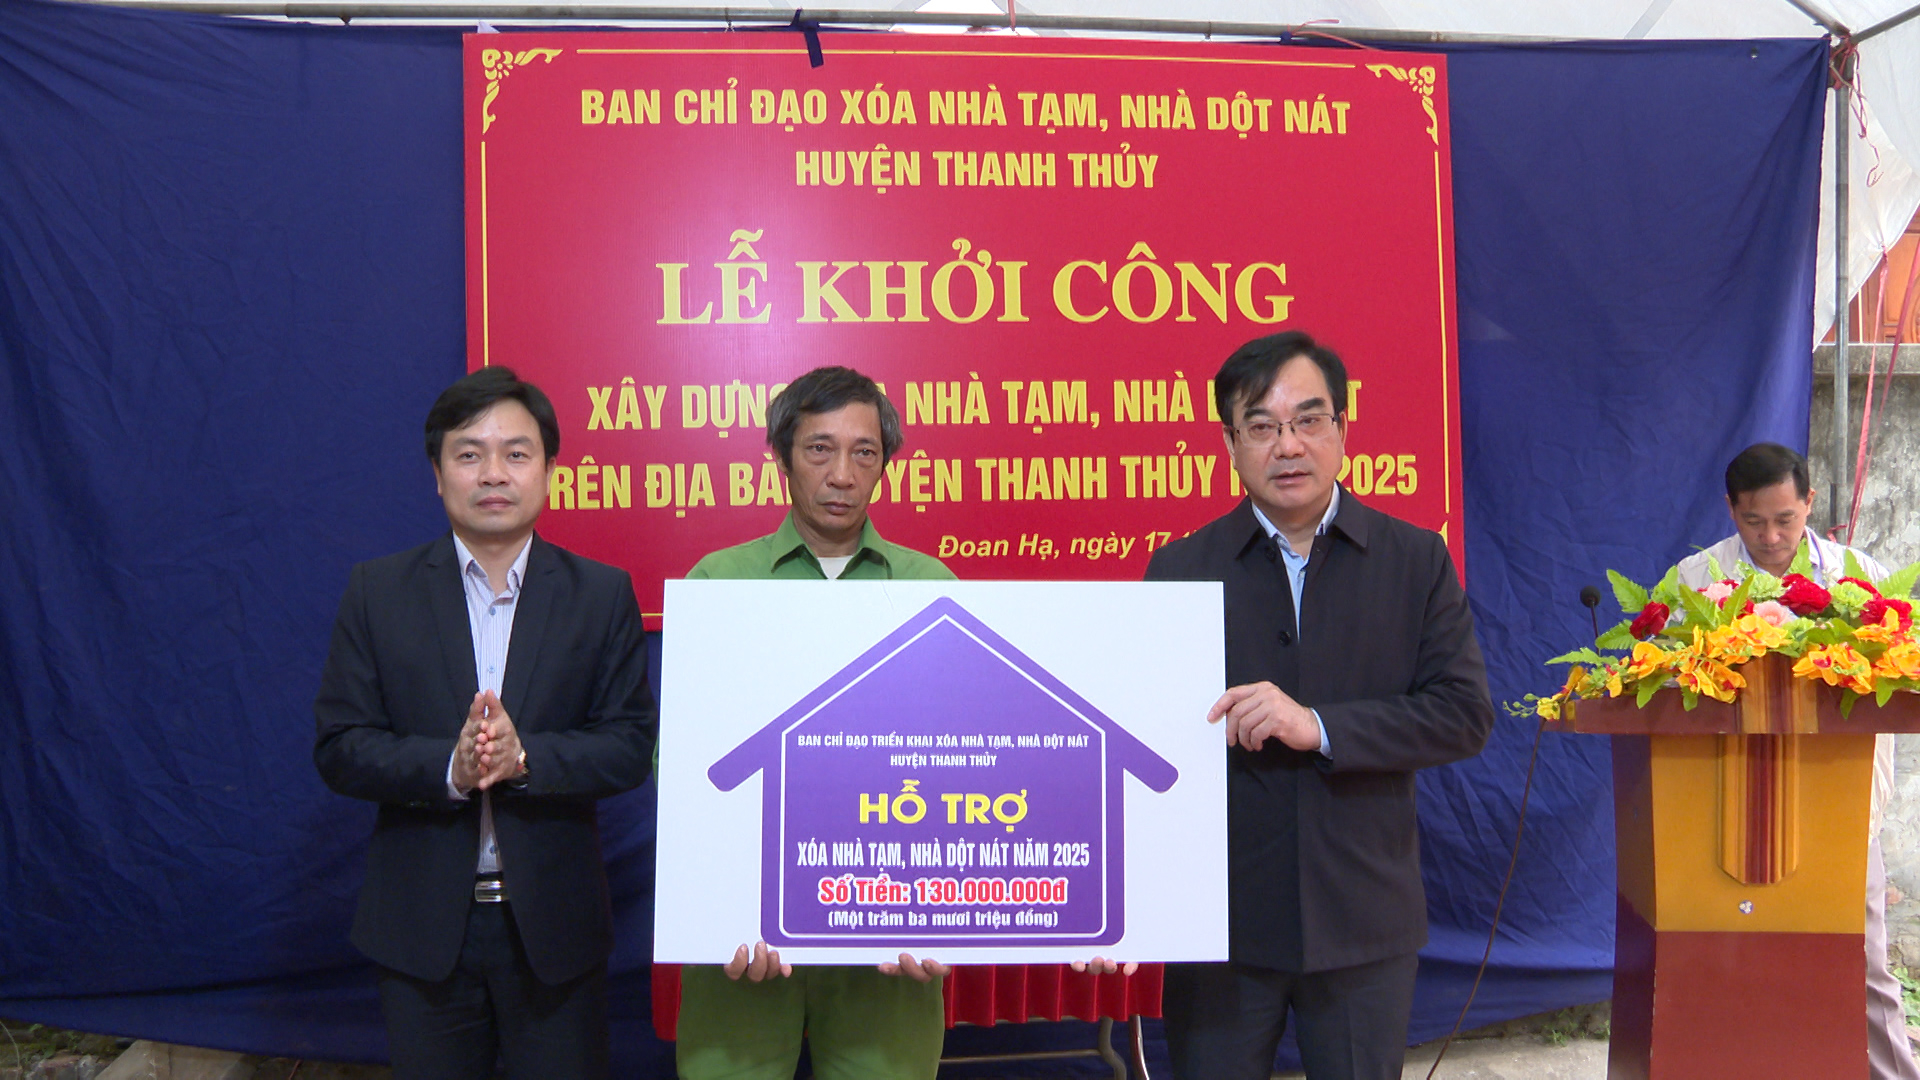 BAN CHỈ ĐẠO XÓA NHÀ TẠM, NHÀ DỘT NÁT
HUYỆN THANH THỦY
LỄ KHỞI CÔNG
XÂY DỰNG NHÀ TẠM, NHÀ
ĐỊA BÀN HUYỆN THANH THỦY 2025
Đoan Hạ, ngày 17
BAN CHỈ ĐẠO TRIỂN KHAI XÓA NHÀ TẠM, NHÀ DỘT NÁT
HUYỆN THANH THỦY
HỖ TRỢ
XÓA NHÀ TẠM, NHÀ DỘT NÁT NĂM 2025
Số Tiền: 130.000.000đ
(Một trăm ba mươi triệu đồng)